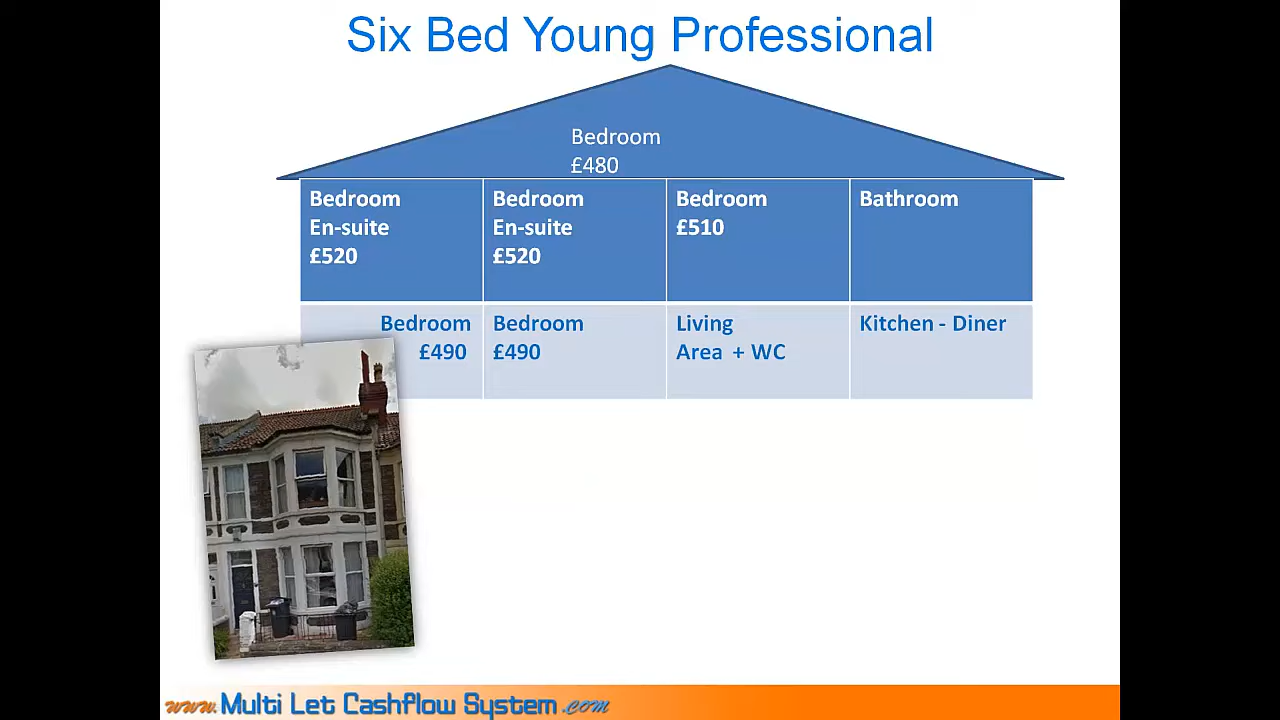 Six Bed Young Professional
Bedroom
£480
Bedroom
En-suite
£520
Bedroom
En-suite
£520
Bedroom
£510
Bathroom
Bedroom
£490
Bedroom
£490
Living
Area + WC
Kitchen - Diner
www.Multi Let Cashflow System.com